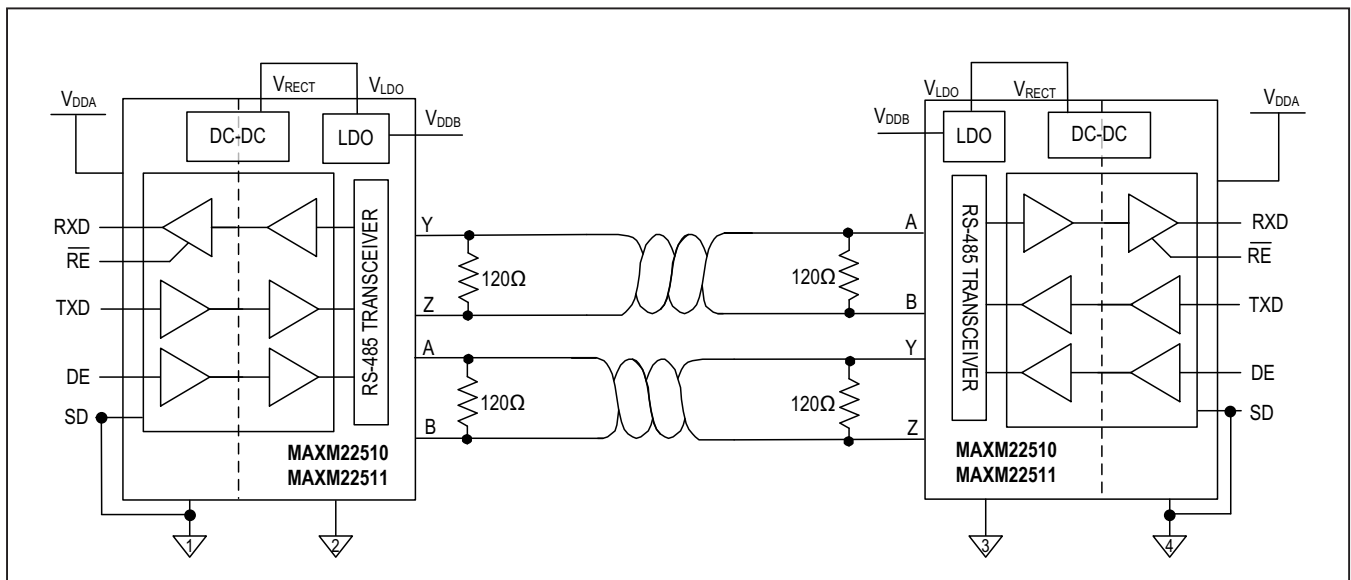 VDDA
VRECT
VLDO
DC-DC
LDO
VDDB
RXD
RE
TXD
DE
SD
RS-485 TRANSCEIVER
Y
Z
A
B
120Ω
120Ω
MAXM22510
MAXM22511
1
2
VLDO
VRECT
VDDA
VDDB
LDO
DC-DC
A
B
Y
Z
120Ω
120Ω
RS-485 TRANSCEIVER
RXD
RE
TXD
DE
SD
MAXM22510
MAXM22511
3
4